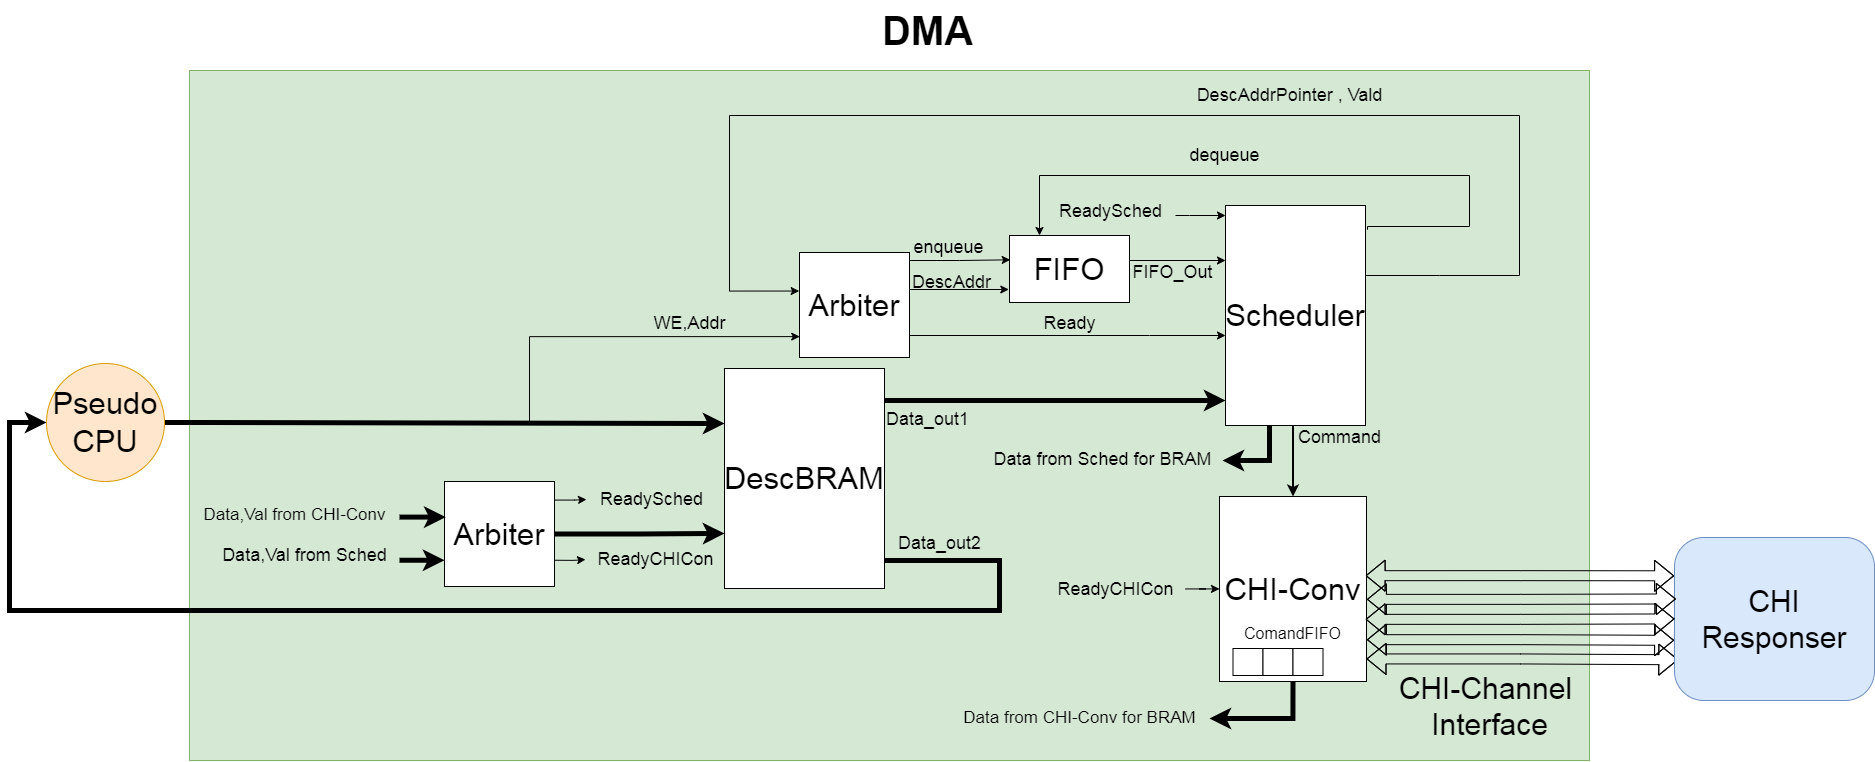 DMA
DescAddrPointer , Vald
dequeue
ReadySched
enqueue
FIFO
FIFO_Out
DescAddr
Arbiter
Scheduler
WE,Addr
Ready
Pseudo
CPU
Data_out1
Command
Data from Sched for BRAM
DescBRAM
ReadySched
Data,Val from CHI-Conv
Arbiter
Data,Val from Sched
ReadyCHICon
Data_out2
ReadyCHICon
CHI-Conv
ComandFIFO
CHI
Responser
CHI-Channel
Interface
Data from CHI-Conv for BRAM